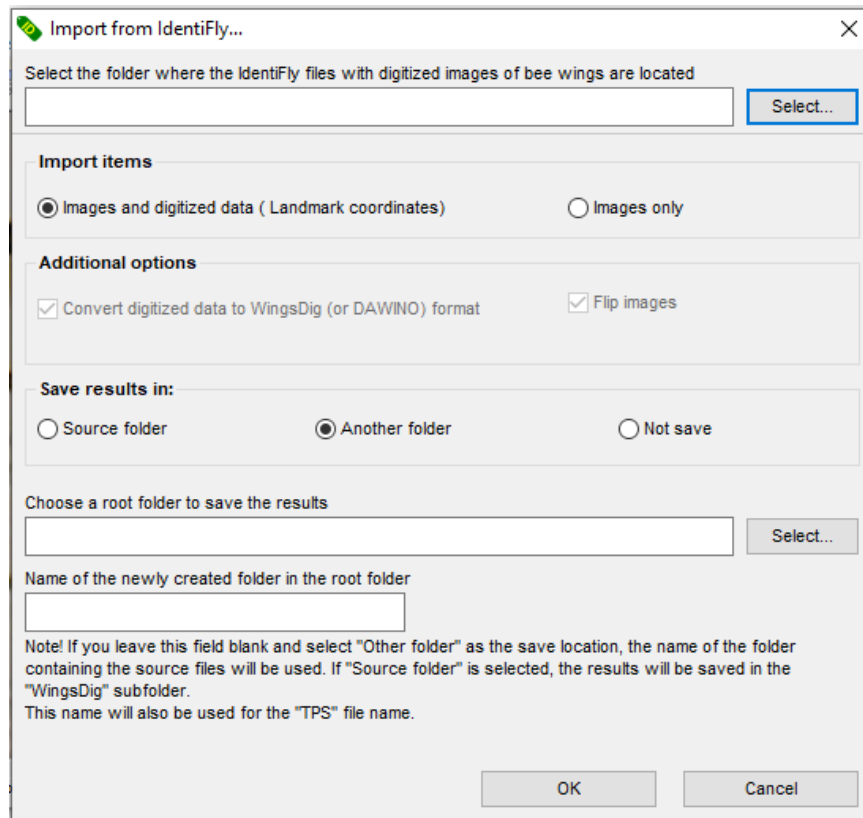 Import from IdentiFly...
Select the folder where the IdentiFly files with digitized images of bee wings are located
Select...
Import items
Images and digitized data ( Landmark coordinates)
Images only
Additional options
Convert digitized data to WingsDig (or DAWINO) format
Flip images
Save results in:
Source folder
Another folder
Not save
Choose a root folder to save the results
Select...
Name of the newly created folder in the root folder
Note! If you leave this field blank and select "Other folder" as the save location, the name of the folder
containing the source files will be used. If "Source folder" is selected, the results will be saved in the
"WingsDig" subfolder.
This name will also be used for the "TPS" file name.
OK
Cancel